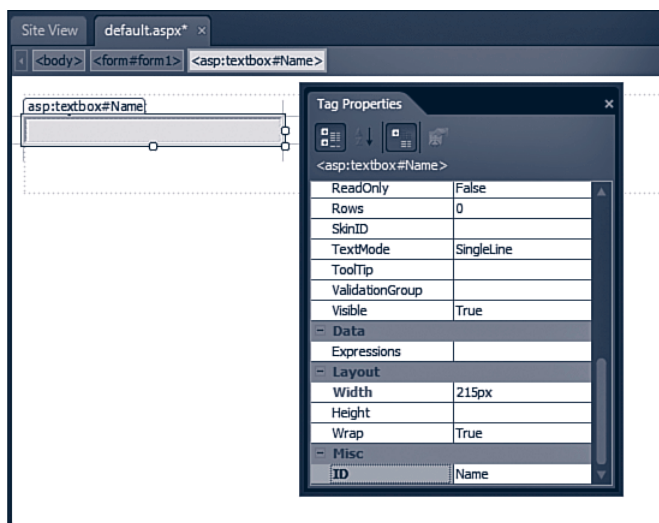 Site View default.aspx* ×
<body> <form#form1> <asp:textbox#Name>
asp:textbox#Name
Tag Properties ×
<asp:textbox#Name>
ReadOnly False
Rows 0
SkinID
TextMode SingleLine
ToolTip
ValidationGroup
Visible True
Data
Expressions
Layout
Width 215px
Height
Wrap True
Misc
ID Name